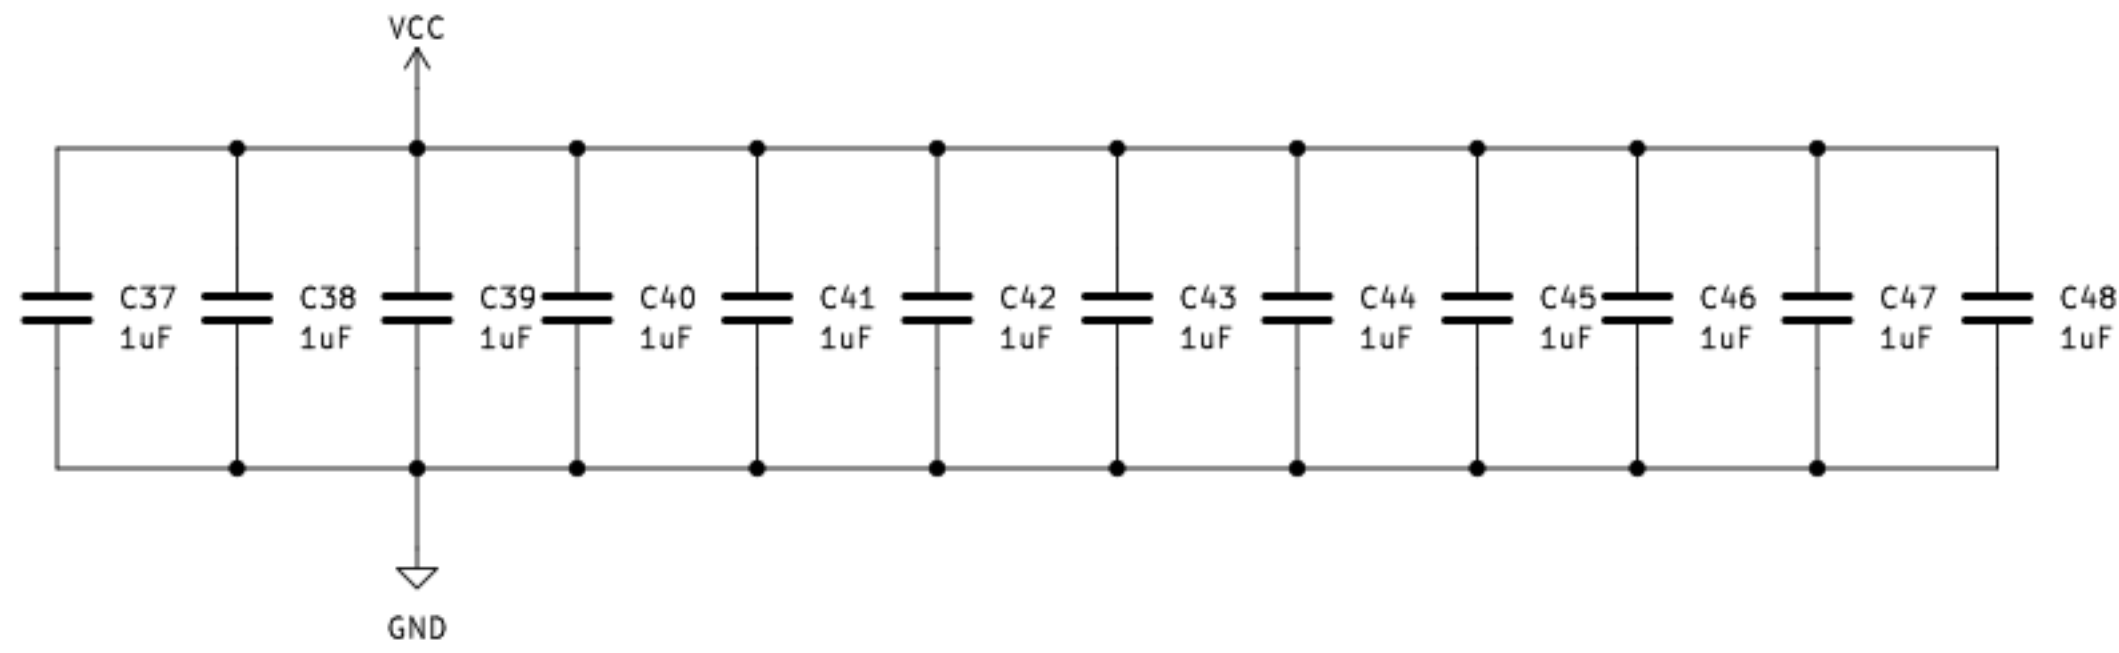 VCC
C37 C38 C39 C40 C41 C42 C43 C44 C45 C46 C47 C48
1uF 1uF 1uF 1uF 1uF 1uF 1uF 1uF 1uF 1uF 1uF 1uF
GND